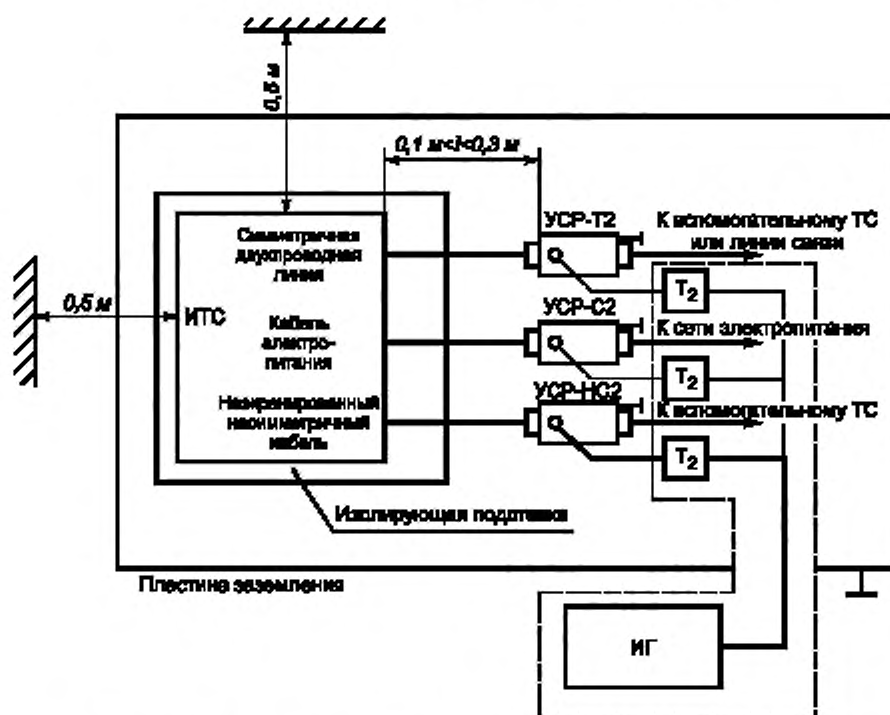 0,5 м
0,1 м<l<0,3 м
УСР-Т2
К вспомогательному ТС
или линии связи
Симметричная
двухпроводная
линия
T2
0,5 м
ИТС
УСР-С2
К сети электропитания
Кабель
электро-
питания
T2
УСР-НС2
К вспомогательному ТС
Неэкранированный
несимметричный
кабель
T2
Изолирующая подставка
Пластина заземления
ИГ